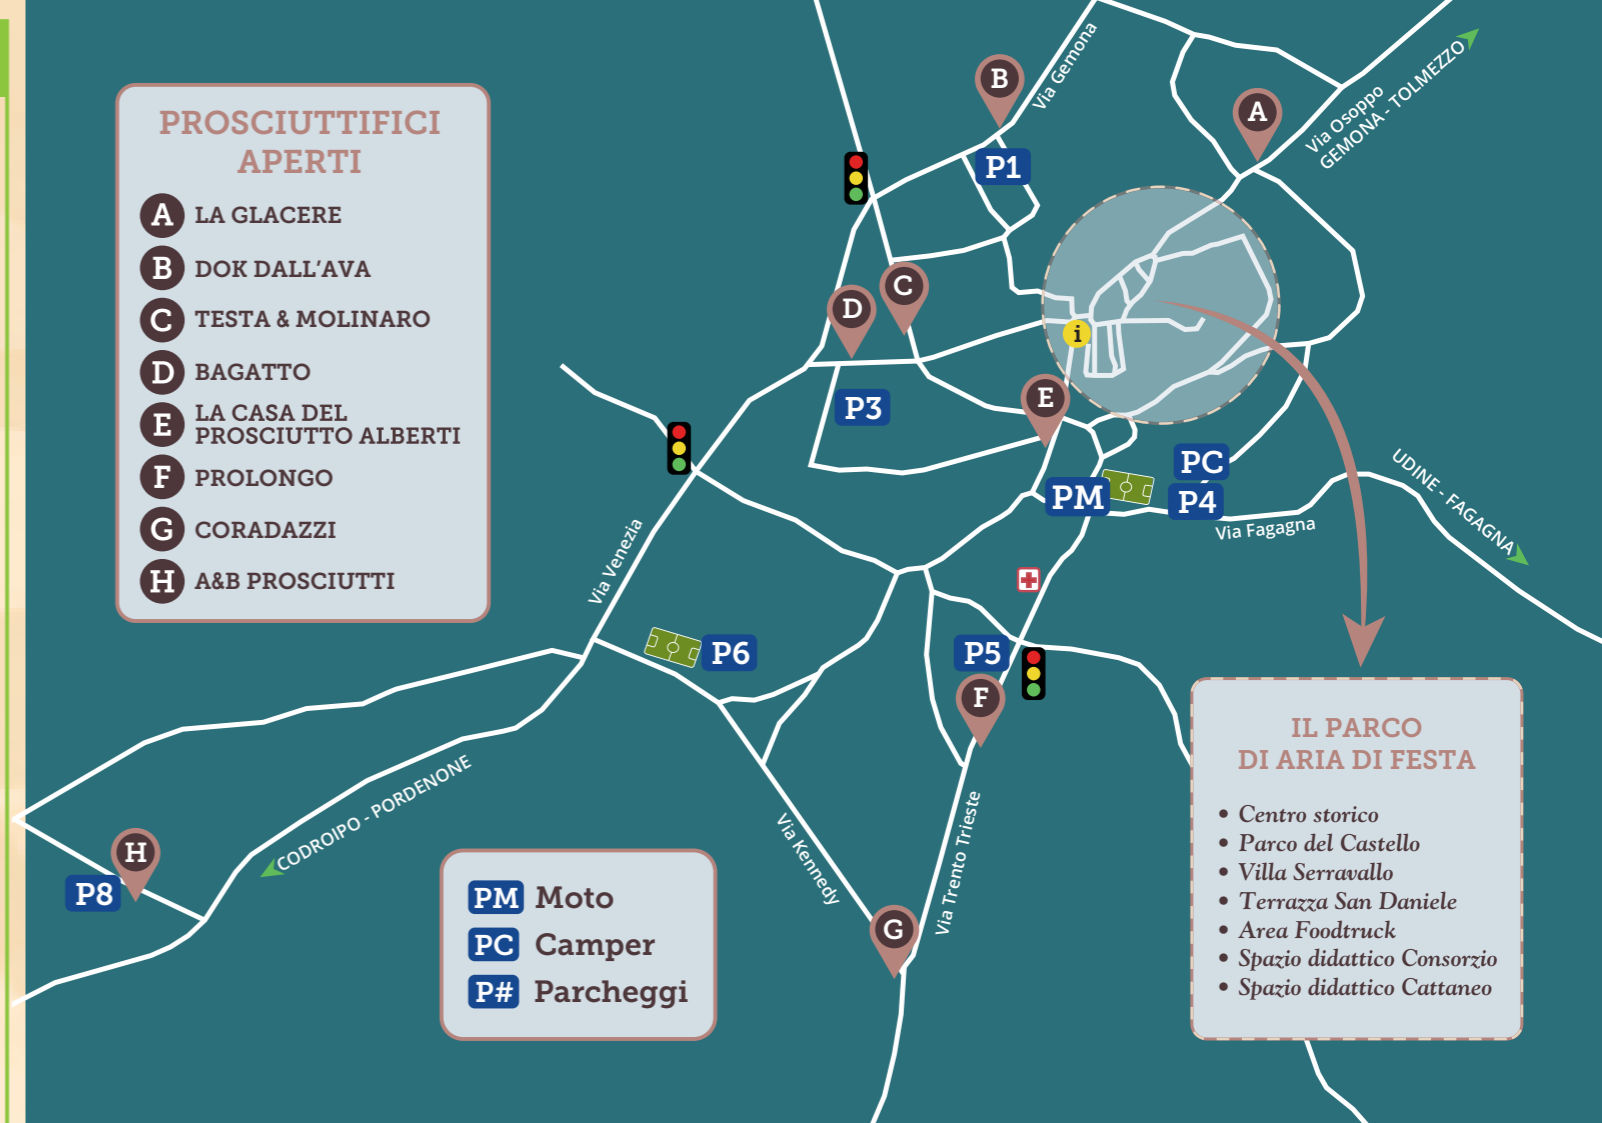 PROSCIUTTIFICI
APERTI
A LA GLACERE
B DOK DALL'AVA
C TESTA & MOLINARO
D BAGATTO
E LA CASA DEL
PROSCIUTTO ALBERTI
F PROLONGO
G CORADAZZI
H A&B PROSCIUTTI
B
Via Gemona
A
Via Osoppo
GEMONA - TOLMEZZO
P1
C
D
i
P3
E
PC
PM
P4
Via Fagagna
UDINE - FAGAGNA
Via Venezia
P6
P5
F
CODROIPO - PORDENONE
H
P8
Via Kennedy
Via Trento Trieste
G
PM Moto
PC Camper
P# Parcheggi
IL PARCO
DI ARIA DI FESTA
• Centro storico
• Parco del Castello
• Villa Serravallo
• Terrazza San Daniele
• Area Foodtruck
• Spazio didattico Consorzio
• Spazio didattico Cattaneo